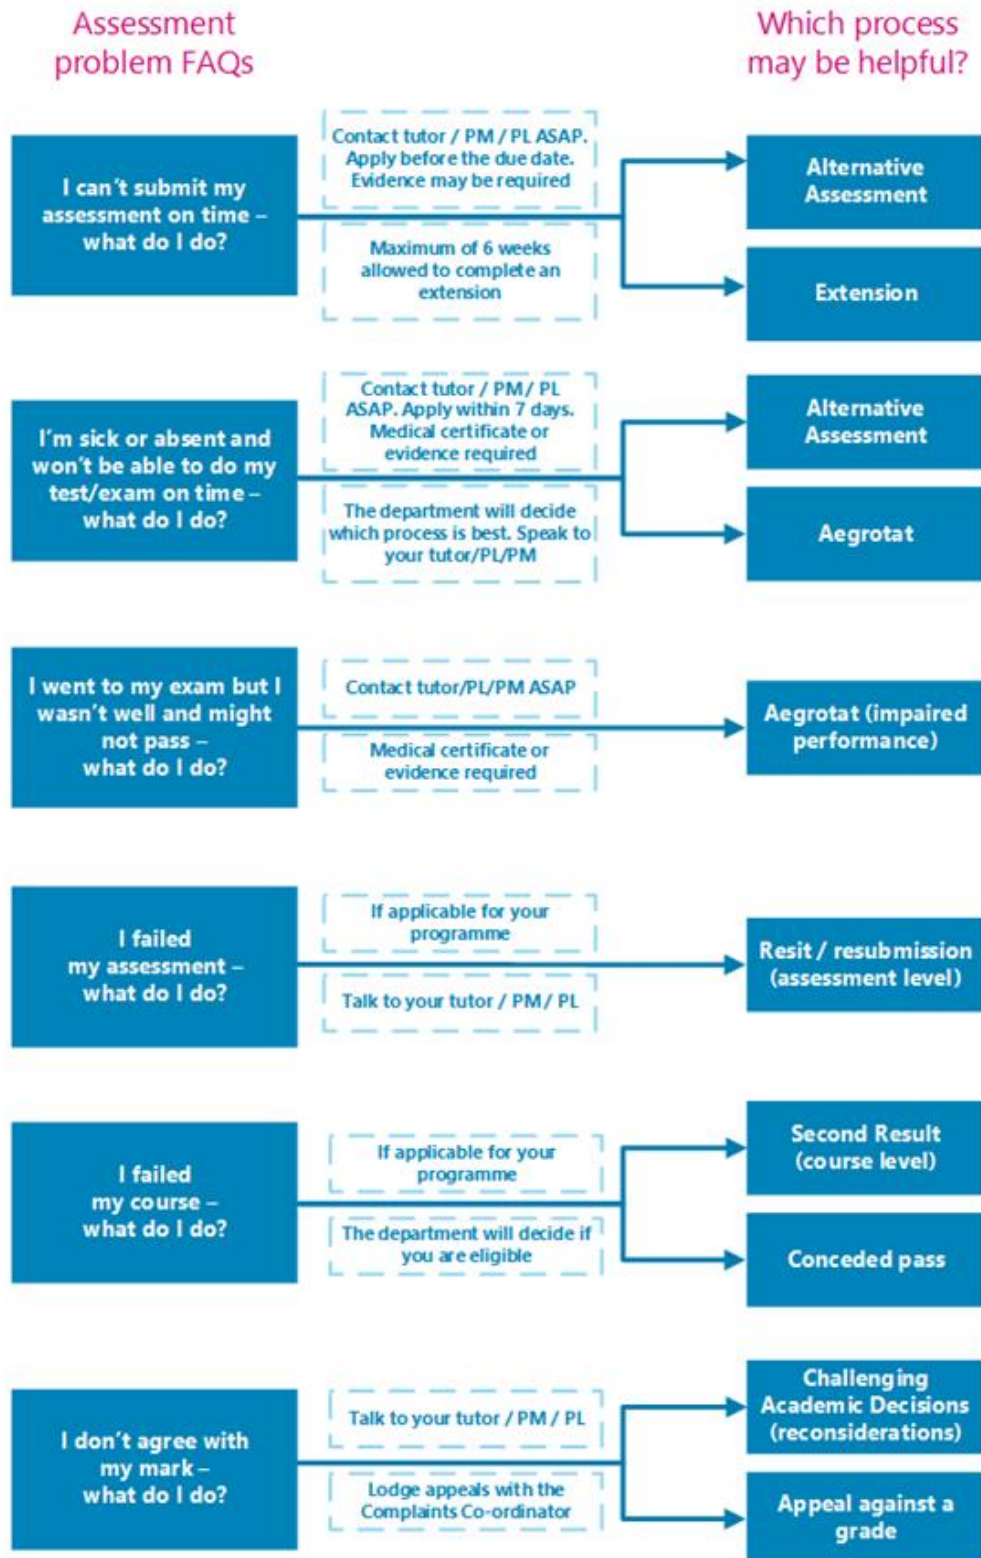 Assessment
problem FAQs
Which process
may be helpful?
I can't submit my
assessment on time –
what do I do?
Contact tutor / PM / PL ASAP.
Apply before the due date.
Evidence may be required
Maximum of 6 weeks
allowed to complete an
extension
Alternative
Assessment
Extension
I'm sick or absent and
won't be able to do my
test/exam on time –
what do I do?
Contact tutor / PM / PL
ASAP. Apply within 7 days.
Medical certificate or
evidence required
The department will decide
which process is best. Speak to
your tutor/PL/PM
Alternative
Assessment
Aegrotat
I went to my exam but I
wasn't well and might
not pass –
what do I do?
Contact tutor/PL/PM ASAP
Medical certificate or
evidence required
Aegrotat (impaired
performance)
I failed
my assessment –
what do I do?
If applicable for your
programme
Talk to your tutor / PM / PL
Resit / resubmission
(assessment level)
I failed
my course –
what do I do?
If applicable for your
programme
The department will decide if
you are eligible
Second Result
(course level)
Conceded pass
I don't agree with
my mark –
what do I do?
Talk to your tutor / PM / PL
Lodge appeals with the
Complaints Co-ordinator
Challenging
Academic Decisions
(reconsiderations)
Appeal against a
grade